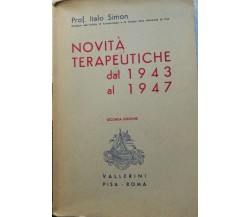 Prof. Italo Simon
NOVITÀ
TERAPEUTICHE
dal 1943
al 1947
SECONDA EDIZIONE
VALLERINI
PISA - ROMA